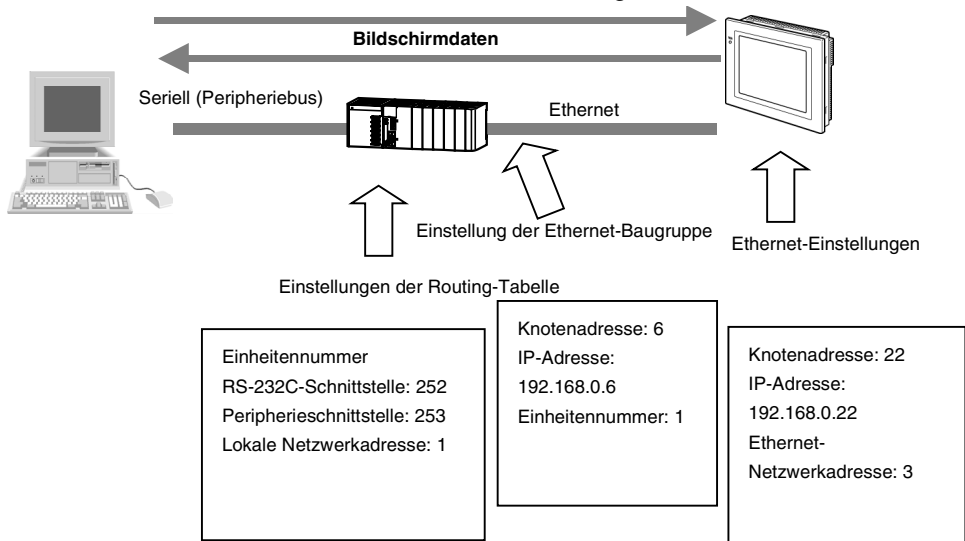 Bildschirmdaten
Seriell (Peripheriebus)
Ethernet
Einstellung der Ethernet-Baugruppe
Ethernet-Einstellungen
Einstellungen der Routing-Tabelle
Einheitennummer
RS-232C-Schnittstelle: 252
Peripherieschnittstelle: 253
Lokale Netzwerkadresse: 1
Knotenadresse: 6
IP-Adresse:
192.168.0.6
Einheitennummer: 1
Knotenadresse: 22
IP-Adresse:
192.168.0.22
Ethernet-
Netzwerkadresse: 3